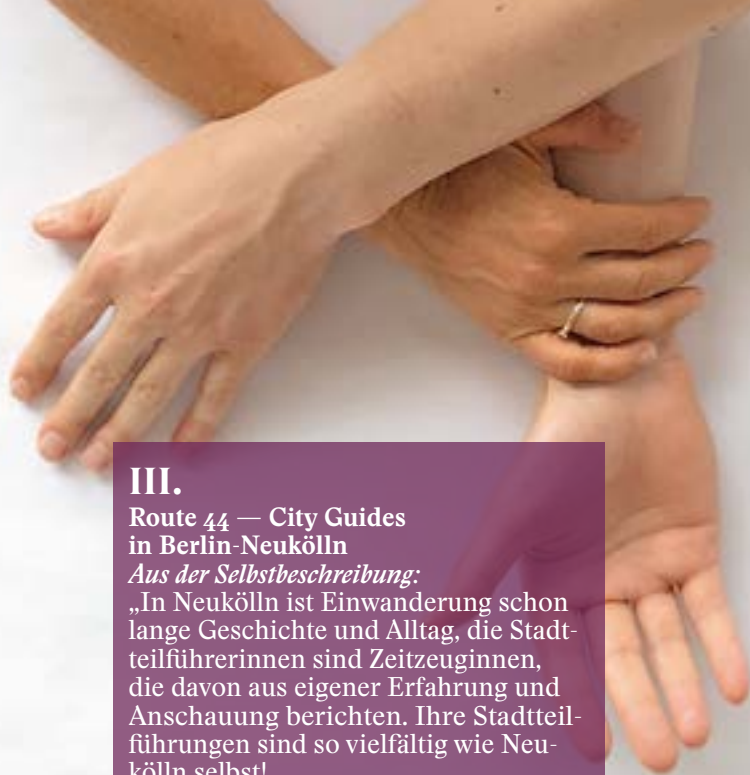 III.
Route 44 — City Guides
in Berlin-Neukölln
Aus der Selbstbeschreibung:
„In Neukölln ist Einwanderung schon
lange Geschichte und Alltag, die Stadt-
teilführerinnen sind Zeitzeuginnen,
die davon aus eigener Erfahrung und
Anschauung berichten. Ihre Stadtteil-
führungen sind so vielfältig wie Neu-
kölln selbst!